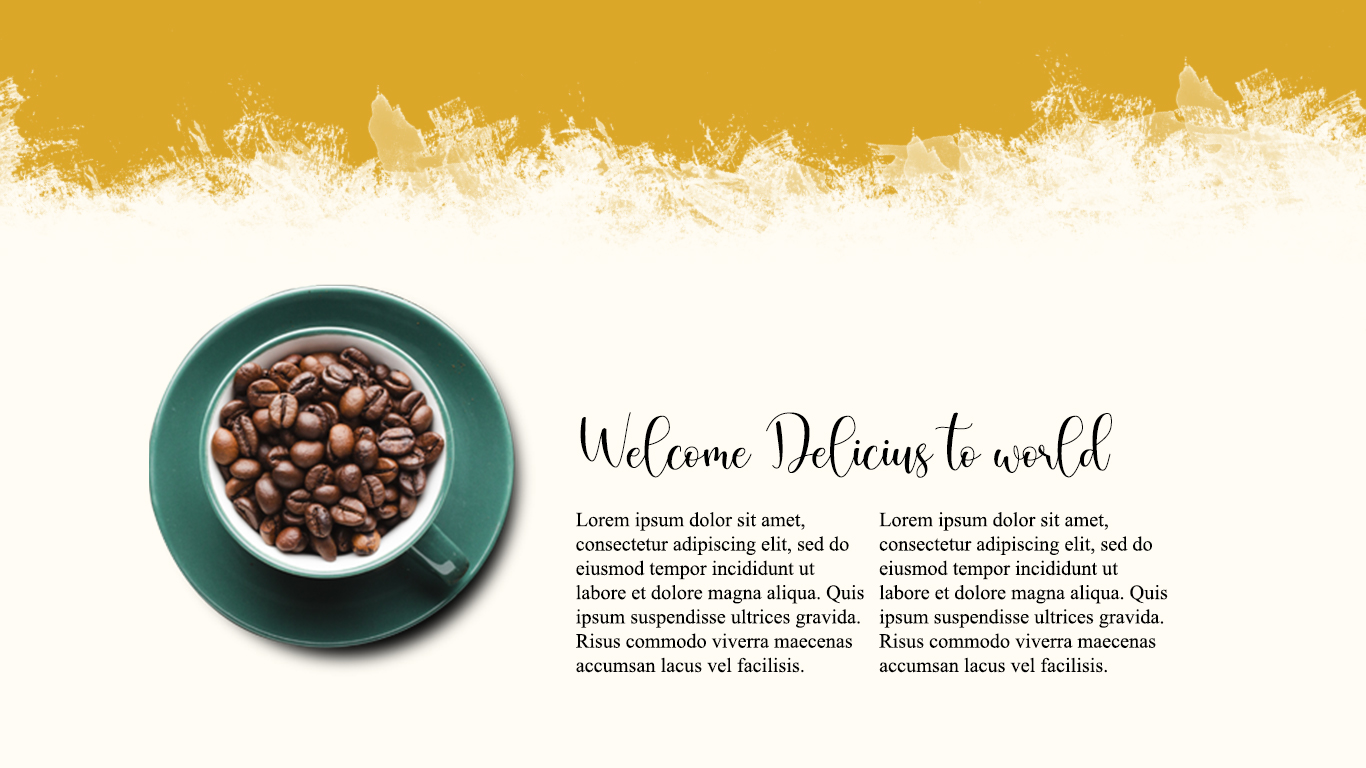 Welcome Delicius to world
Lorem ipsum dolor sit amet,
consectetur adipiscing elit, sed do
eiusmod tempor incididunt ut
labore et dolore magna aliqua. Quis
ipsum suspendisse ultrices gravida.
Risus commodo viverra maecenas
accumsan lacus vel facilisis.
Lorem ipsum dolor sit amet,
consectetur adipiscing elit, sed do
eiusmod tempor incididunt ut
labore et dolore magna aliqua. Quis
ipsum suspendisse ultrices gravida.
Risus commodo viverra maecenas
accumsan lacus vel facilisis.